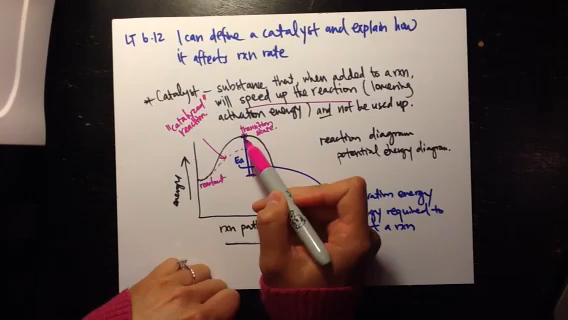 LT 6.12 I can define a catalyst and explain how
it affects rxn rate
* Catalyst – substance that, when added to a rxn,
will speed up the reaction (lowering
activation energy) and not be used up.
"catalyzed"
reaction.
transition
state.
reaction diagram
potential energy diagram.
Ea
reactant
energy
energy
required to
a rxn
rxn